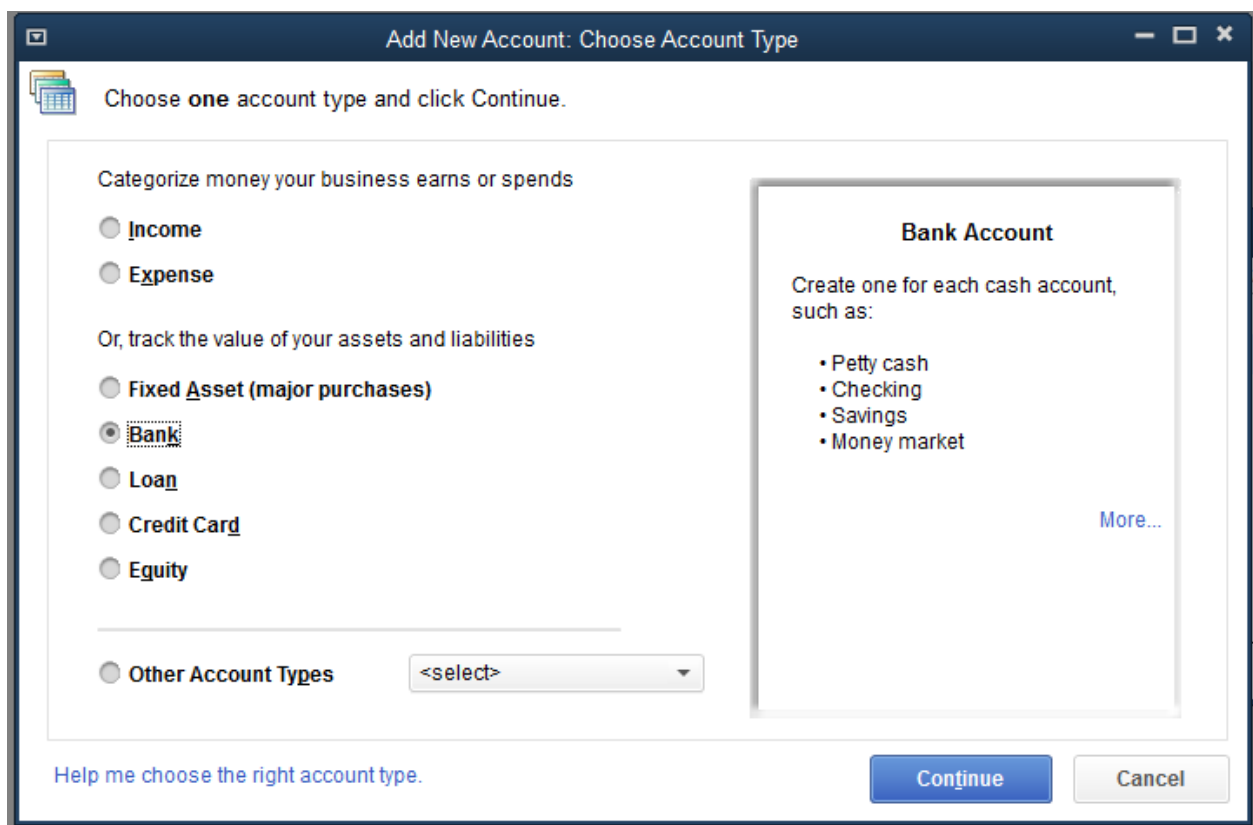 Add New Account: Choose Account Type
Choose one account type and click Continue.
Categorize money your business earns or spends
Income
Expense
Or, track the value of your assets and liabilities
Fixed Asset (major purchases)
Bank
Loan
Credit Card
Equity
Other Account Types
<select>
Bank Account
Create one for each cash account,
such as:
• Petty cash
• Checking
• Savings
• Money market
More...
Help me choose the right account type.
Continue
Cancel